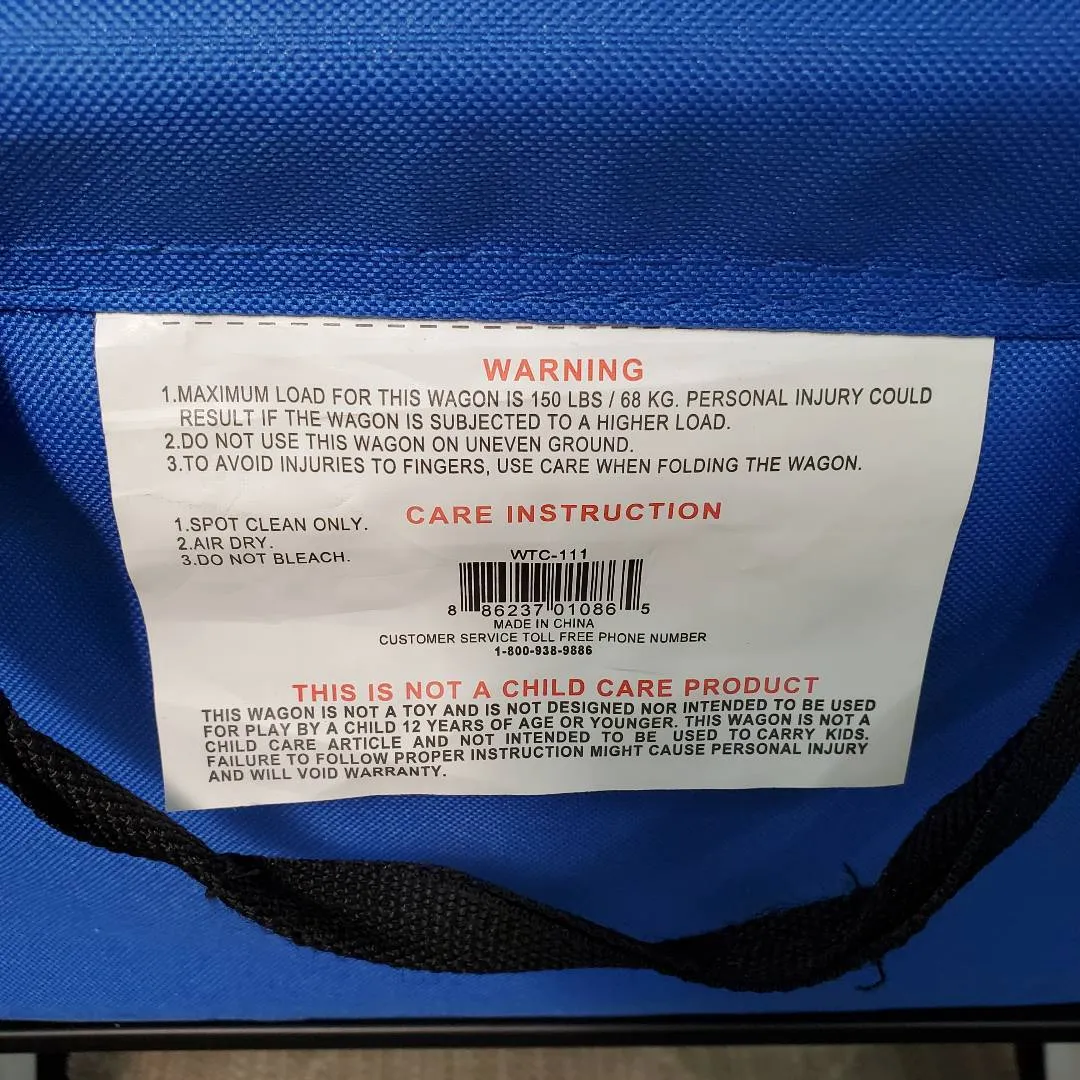 WARNING
1.MAXIMUM LOAD FOR THIS WAGON IS 150 LBS / 68 KG. PERSONAL INJURY COULD
RESULT IF THE WAGON IS SUBJECTED TO A HIGHER LOAD.
2.DO NOT USE THIS WAGON ON UNEVEN GROUND.
3.TO AVOID INJURIES TO FINGERS, USE CARE WHEN FOLDING THE WAGON.
CARE INSTRUCTION
1.SPOT CLEAN ONLY.
2.AIR DRY.
3.DO NOT BLEACH.
WTC-111
8 86237 01086 5
MADE IN CHINA
CUSTOMER SERVICE TOLL FREE PHONE NUMBER
1-800-938-9886
THIS IS NOT A CHILD CARE PRODUCT
THIS WAGON IS NOT A TOY AND IS NOT DESIGNED NOR INTENDED TO BE USED
FOR PLAY BY A CHILD 12 YEARS OF AGE OR YOUNGER. THIS WAGON IS NOT A
CHILD CARE ARTICLE AND NOT INTENDED TO BE USED TO CARRY KIDS.
FAILURE TO FOLLOW PROPER INSTRUCTION MIGHT CAUSE PERSONAL INJURY
AND WILL VOID WARRANTY.